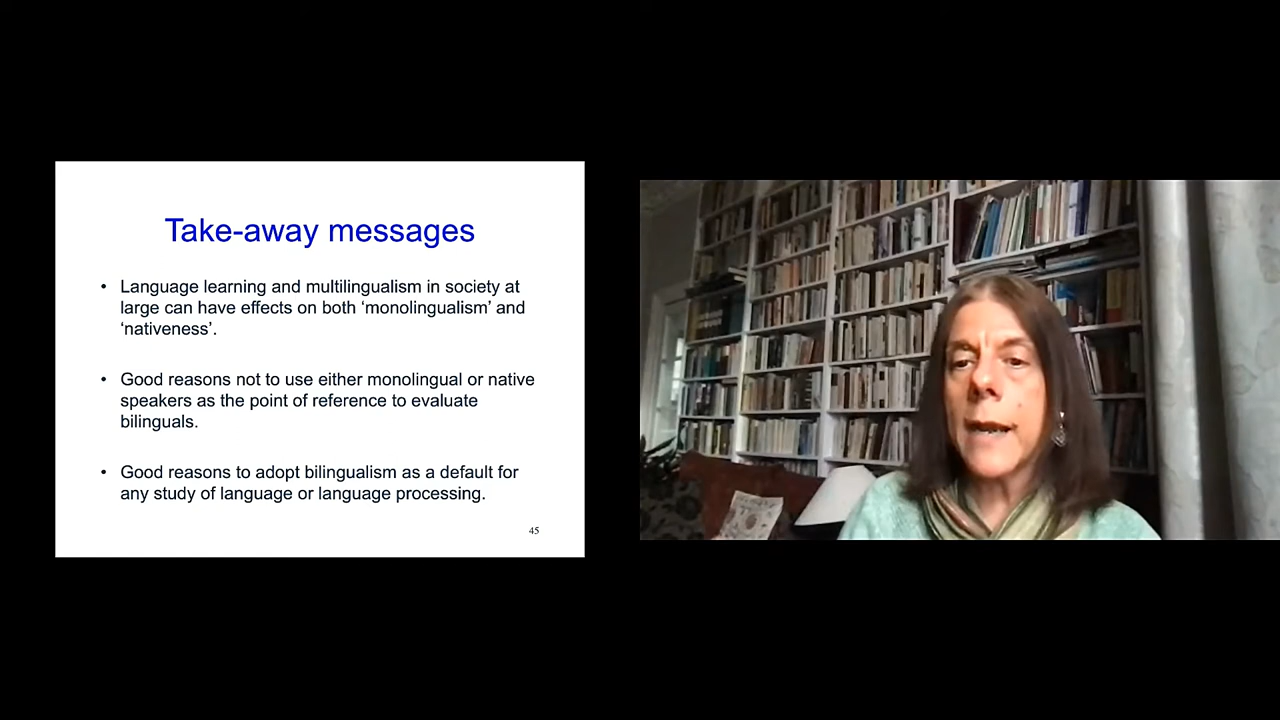 Take-away messages
• Language learning and multilingualism in society at
large can have effects on both ‘monolingualism’ and
‘nativeness’.
• Good reasons not to use either monolingual or native
speakers as the point of reference to evaluate
bilinguals.
• Good reasons to adopt bilingualism as a default for
any study of language or language processing.
45